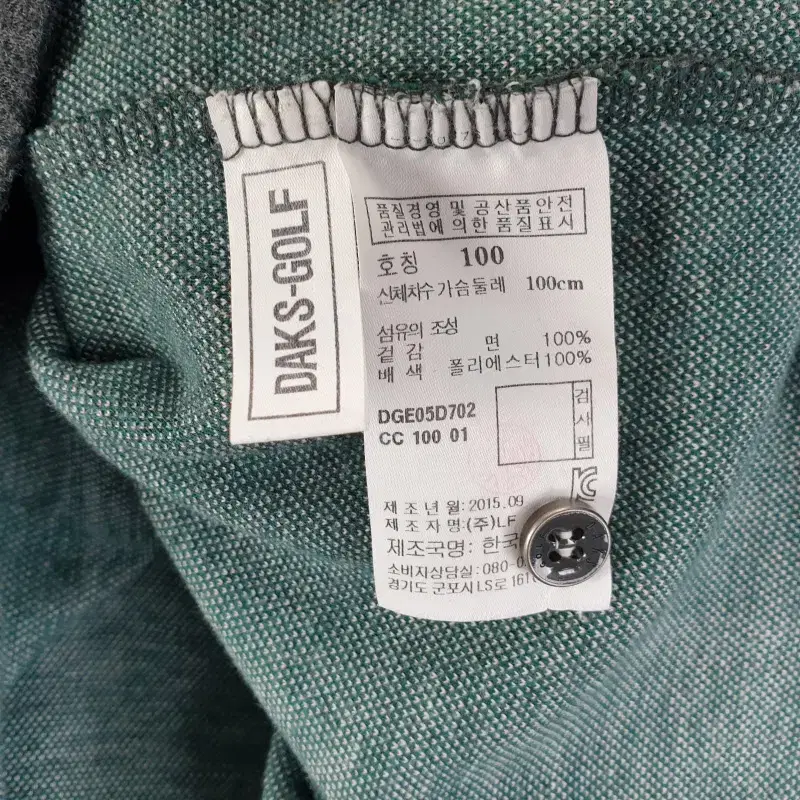 DAKS-GOLF
품질경영 및 공산품안전
관리법에 의한 품질표시
호칭 100
신체치수 가슴둘레 100cm
섬유의 조성
겉 감 면 100%
배 색 폴리에스터 100%
DGE05D702
CC 100 01
검사필
제 조 년 월: 2015.09
제 조 자 명: (주)LF
제조국명: 한국
소비자상담실: 080-0
경기도 군포시 LS로 16